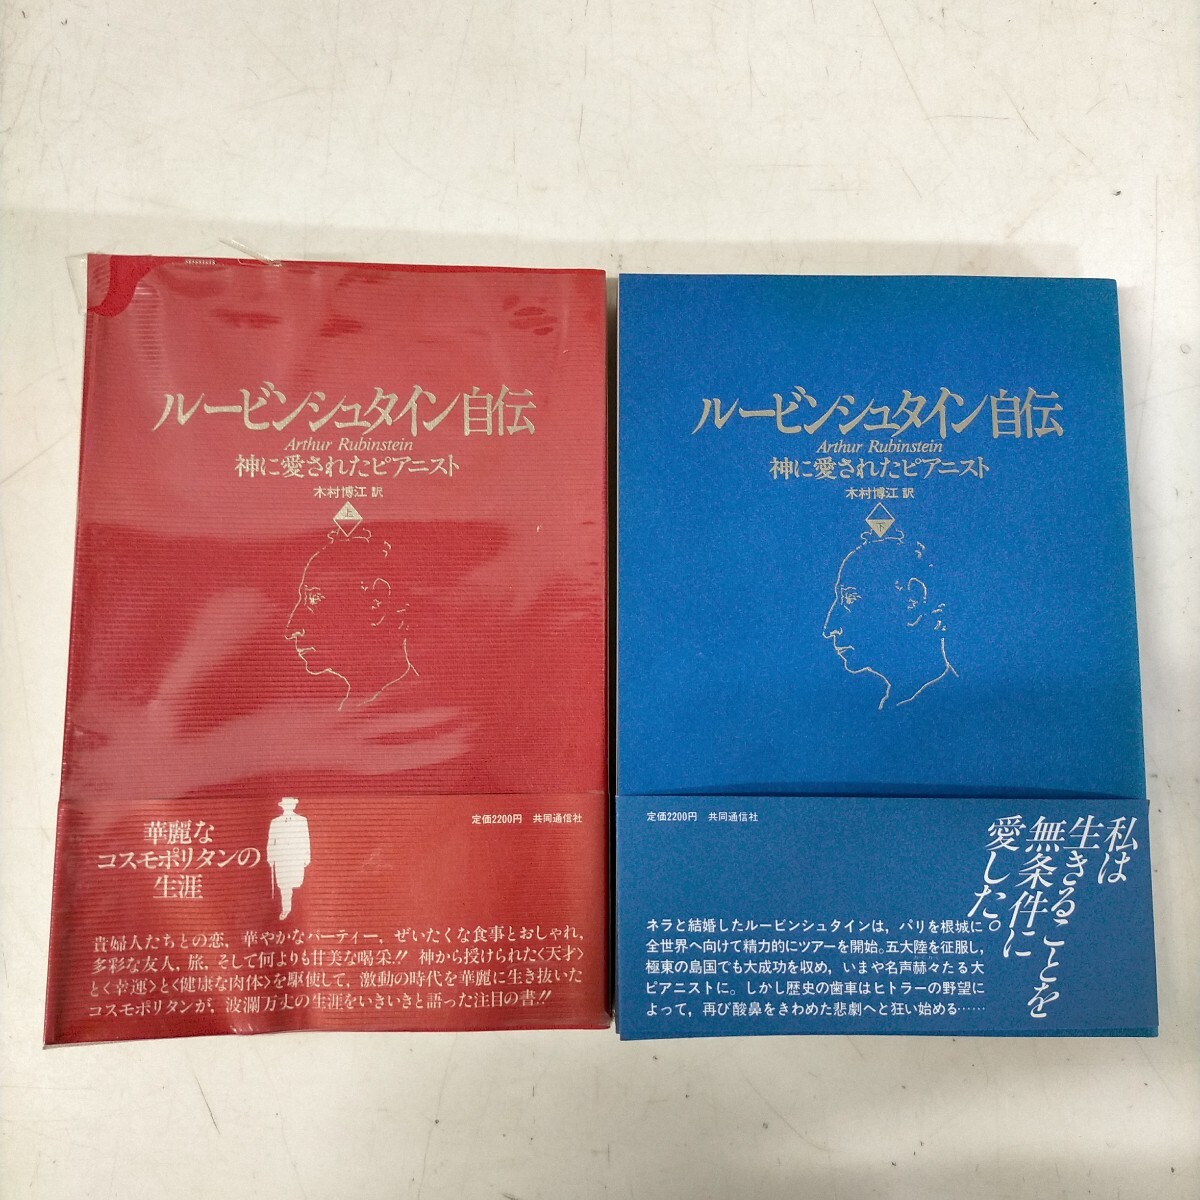 ルービンシュタイン自伝
Arthur Rubinstein
神に愛されたピアニスト
木村博江 訳
上
定価2200円 共同通信社
華麗な
コスモポリタンの
生涯
貴婦人たちとの恋，華やかなパーティー，ぜいたくな食事とおしゃれ，
多彩な友人，旅，そして何よりも甘美な喝采!! 神から授けられた〈天才〉
と〈幸運〉と〈健康な肉体〉を駆使して，激動の時代を華麗に生き抜いた
コスモポリタンが，波瀾万丈の生涯をいきいきと語った注目の書!!
ルービンシュタイン自伝
Arthur Rubinstein
神に愛されたピアニスト
木村博江 訳
下
定価2200円 共同通信社
私は
生きることを
無条件に
愛した。
ネラと結婚したルービンシュタインは，パリを根城に
全世界へ向けて精力的にツアーを開始。五大陸を征服し，
極東の島国でも大成功を収め，いまや名声赫々たる大
ピアニストに。しかし歴史の歯車はヒトラーの野望に
よって，再び酸鼻をきわめた悲劇へと狂い始める……